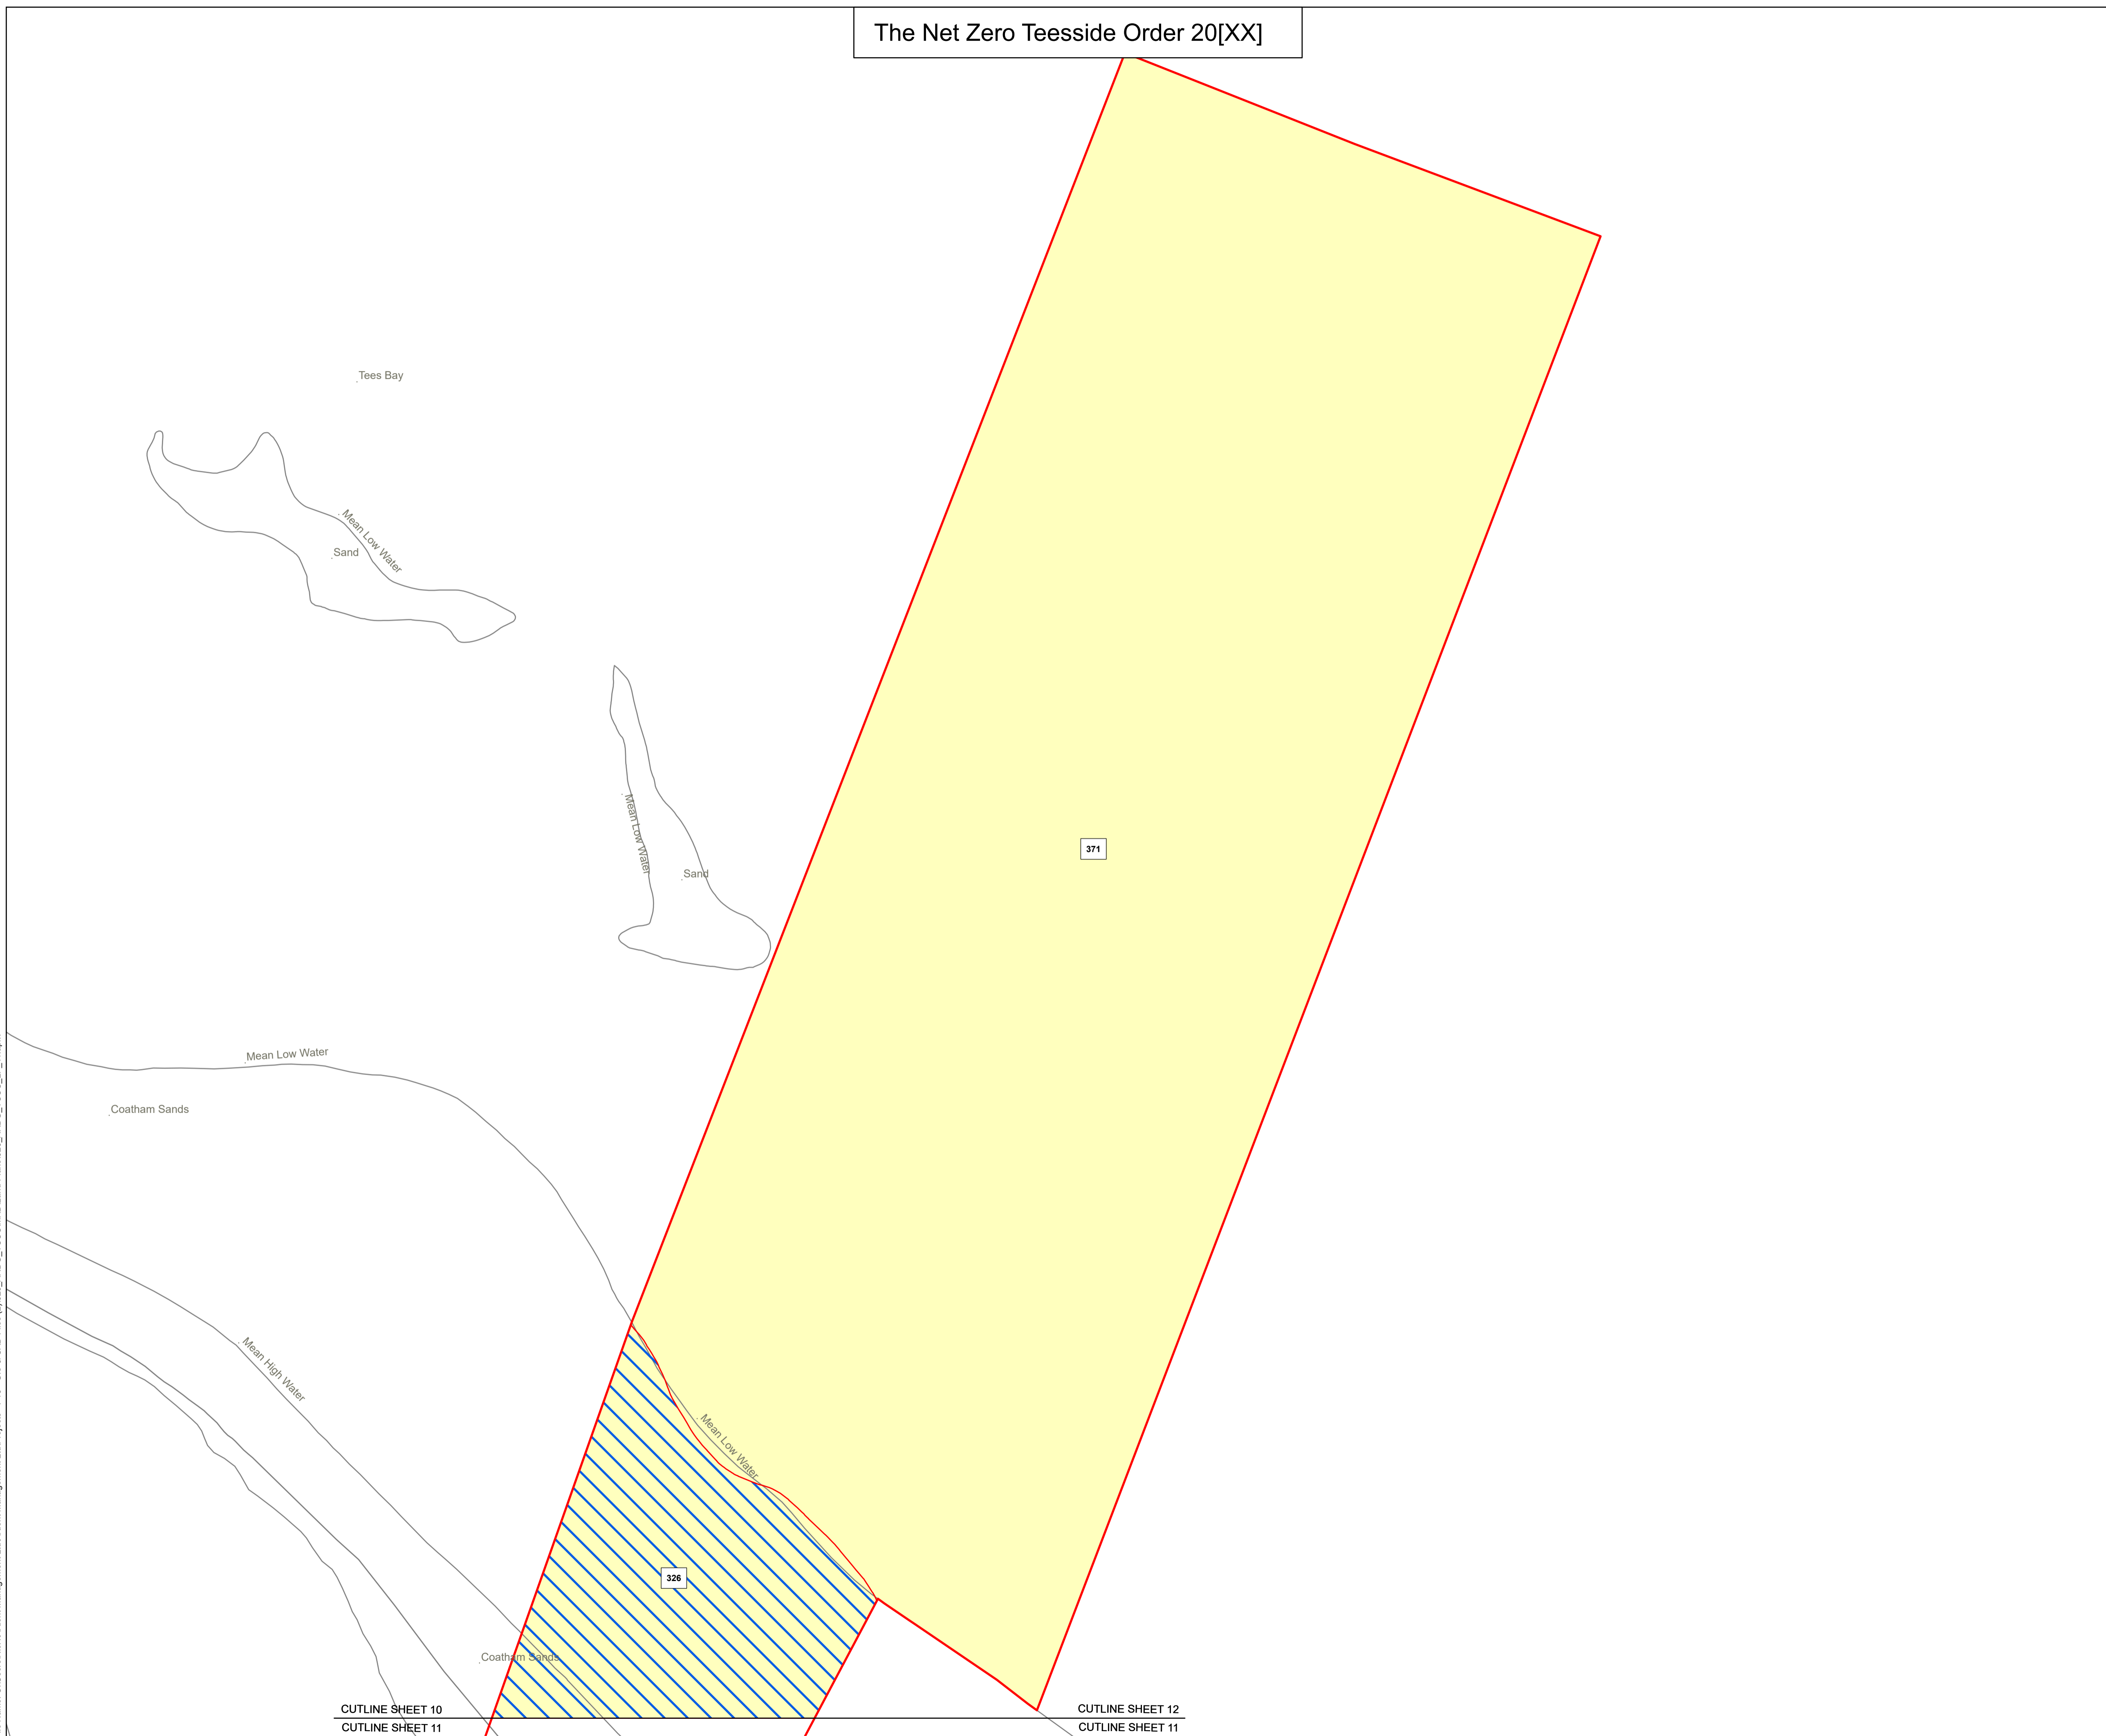 The Net Zero Teesside Order 20[XX]
Tees Bay
Mean Low Water
Sand
Mean Low Water
Sand
371
Mean Low Water
Coatham Sands
Mean High Water
Mean Low Water
326
Coatham Sands
CUTLINE SHEET 10
CUTLINE SHEET 12
CUTLINE SHEET 11
CUTLINE SHEET 11